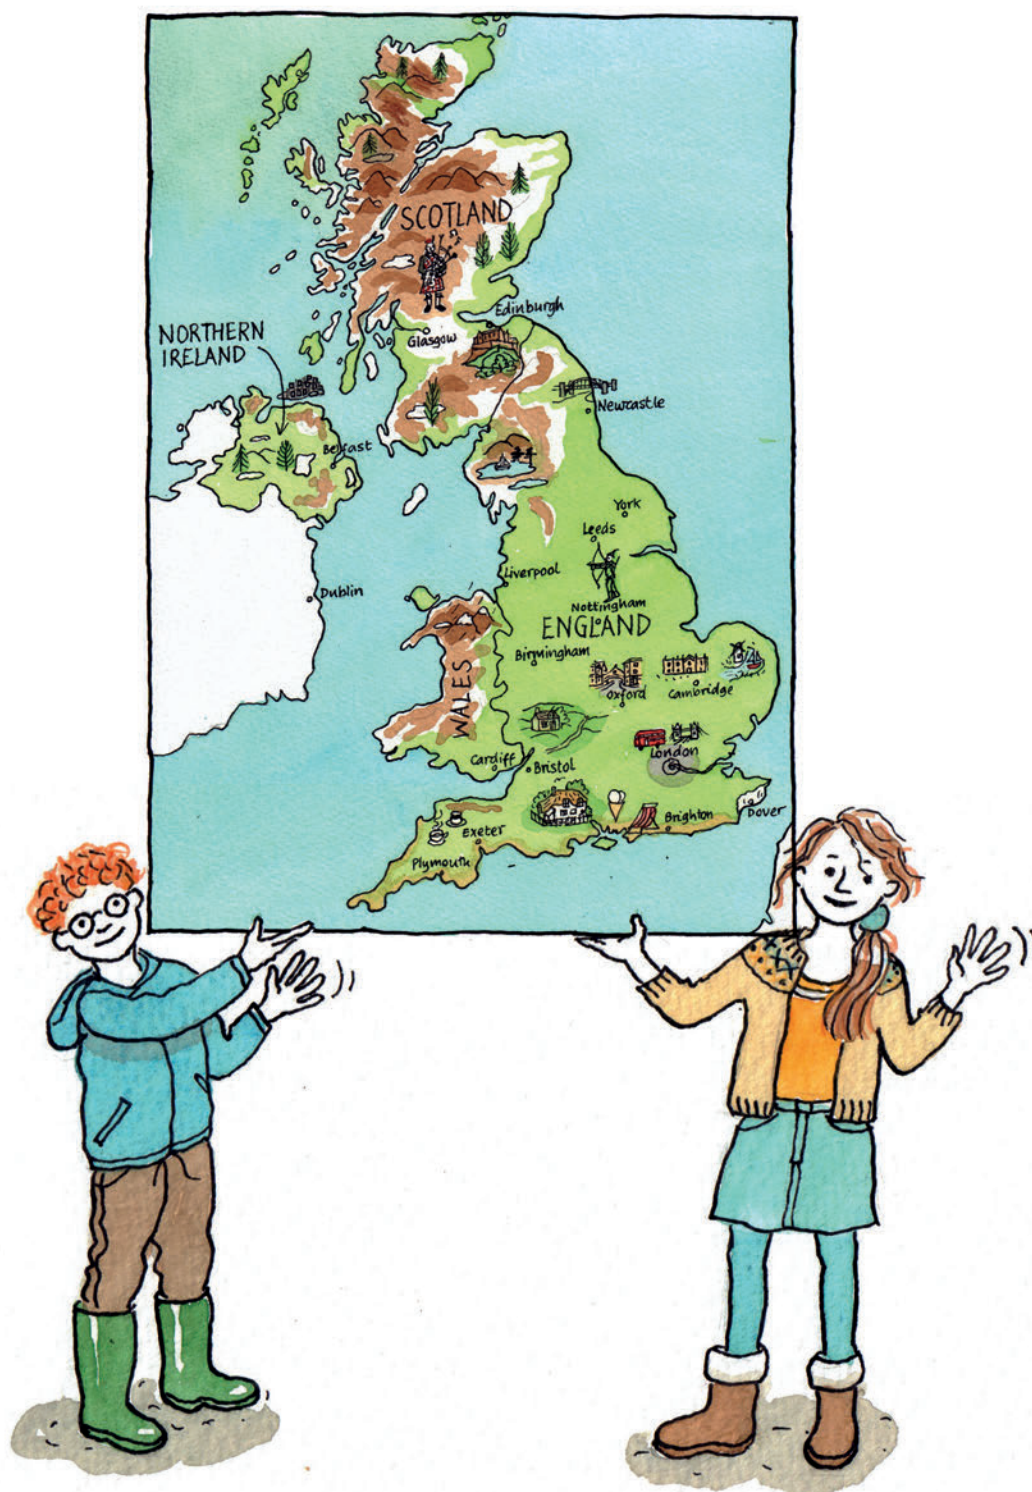 SCOTLAND
Edinburgh
Glasgow
NORTHERN
IRELAND
Newcastle
Belfast
York
Leeds
Liverpool
Dublin
Nottingham
ENGLAND
Birmingham
WALES
Oxford
Cambridge
London
Cardiff
Bristol
Dover
Brighton
Exeter
Plymouth